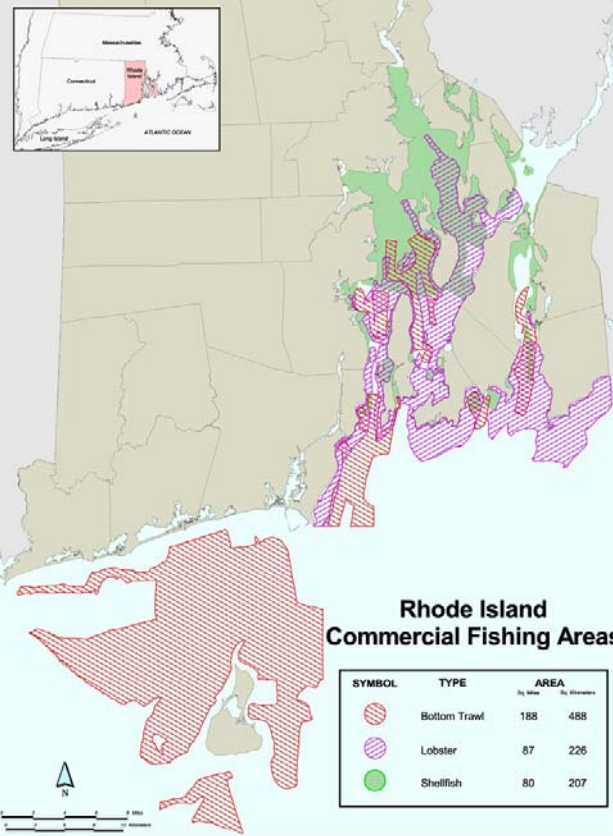 Massachusetts
Connecticut
Rhode
Island
Long Island
ATLANTIC OCEAN
Rhode Island
Commercial Fishing Areas
SYMBOL TYPE AREA
Sq. Miles Sq. Kilometers
Bottom Trawl 188 488
Lobster 87 226
Shellfish 80 207
N